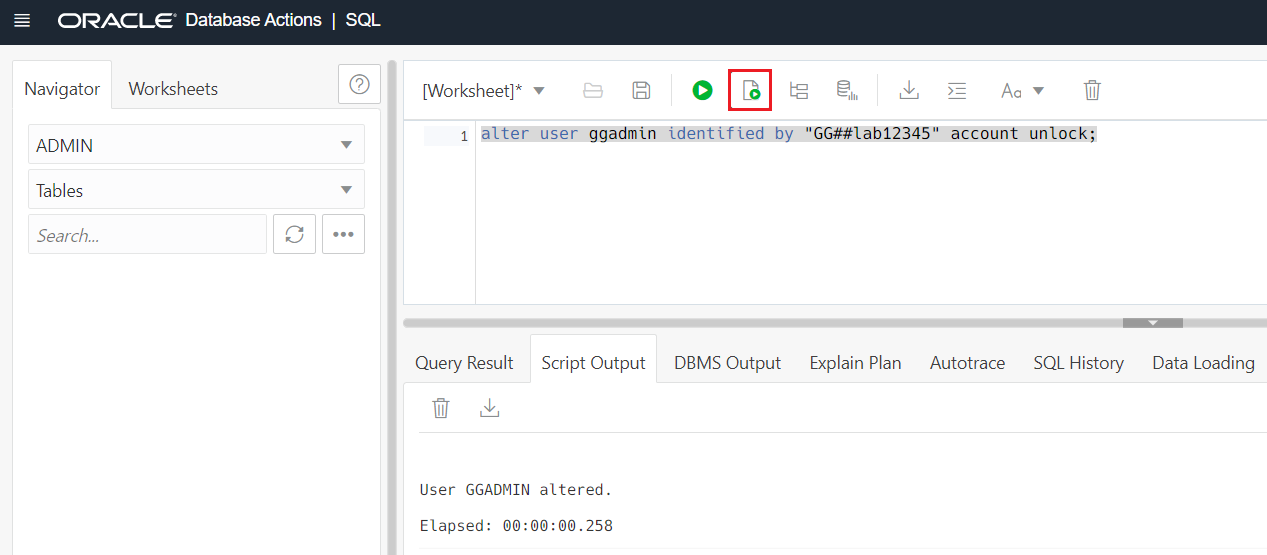 ORACLE Database Actions | SQL
Navigator
Worksheets
ADMIN
Tables
Search...
[Worksheet]*
Aa
1
alter user ggadmin identified by "GG##lab12345" account unlock;
Query Result
Script Output
DBMS Output
Explain Plan
Autotrace
SQL History
Data Loading
User GGADMIN altered.
Elapsed: 00:00:00.258